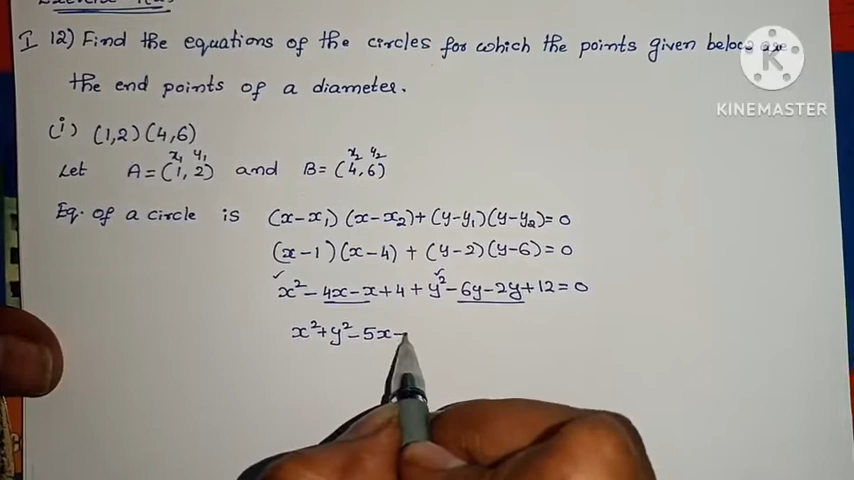 I 12) Find the equations of the circles for which the points given below are
the end points of a diameter.
(i) (1,2) (4,6)
x₁ y₁ x₂ y₂
Let A = (1, 2) and B = (4, 6)
Eq. of a circle is (x-x₁) (x-x₂)+(y-y₁)(y-y₂)=0
(x-1)(x-4) + (y-2)(y-6)=0
x² - 4x-x+4+y²-6y-2y+12=0
x²+y²-5x-
K
KINEMASTER